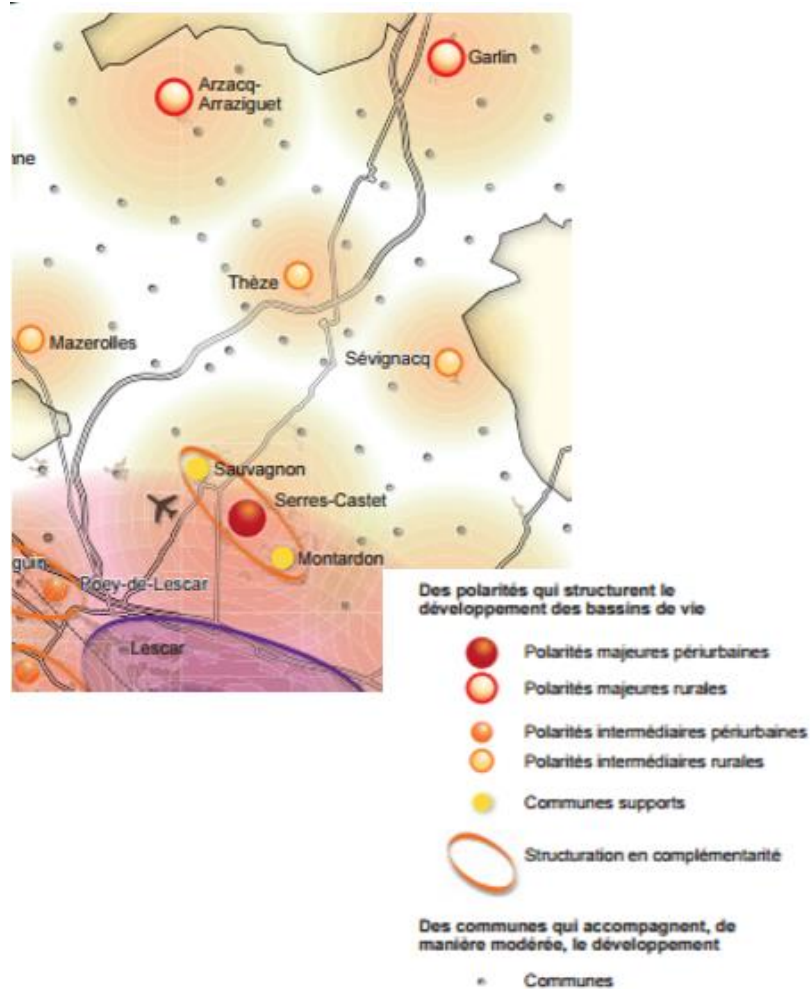 Garlin
Arzacq-
Arraziguet
nne
Thèze
Mazerolles
Sévignacq
Sauvagnon
Serres-Castet
Montardon
guin
Poey-de-Lescar
Lescar
Des polarités qui structurent le
développement des bassins de vie
Polarités majeures périurbaines
Polarités majeures rurales
Polarités intermédiaires périurbaines
Polarités intermédiaires rurales
Communes supports
Structuration en complémentarité
Des communes qui accompagnent, de
manière modérée, le développement
Communes